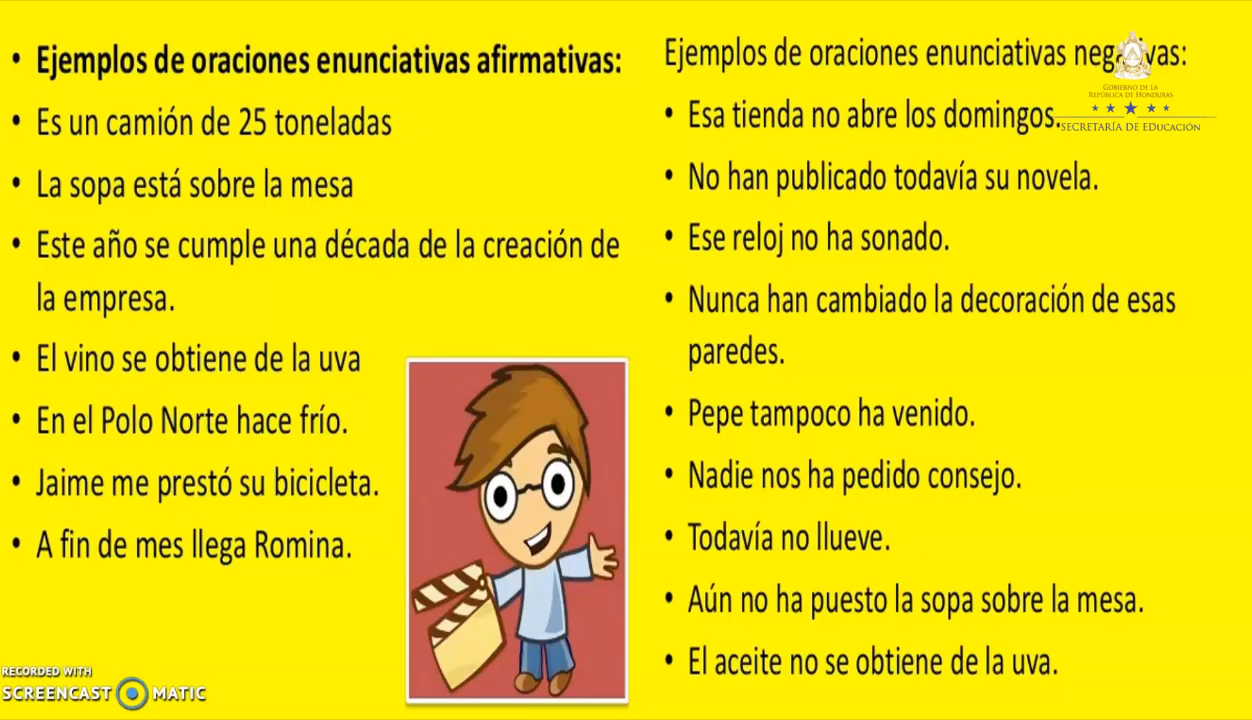 • Ejemplos de oraciones enunciativas afirmativas:
• Es un camión de 25 toneladas
• La sopa está sobre la mesa
• Este año se cumple una década de la creación de
la empresa.
• El vino se obtiene de la uva
• En el Polo Norte hace frío.
• Jaime me prestó su bicicleta.
• A fin de mes llega Romina.
Ejemplos de oraciones enunciativas negativas:
• Esa tienda no abre los domingos.
• No han publicado todavía su novela.
• Ese reloj no ha sonado.
• Nunca han cambiado la decoración de esas
paredes.
• Pepe tampoco ha venido.
• Nadie nos ha pedido consejo.
• Todavía no llueve.
• Aún no ha puesto la sopa sobre la mesa.
• El aceite no se obtiene de la uva.
GOBIERNO DE LA
REPÚBLICA DE HONDURAS
SECRETARÍA DE EDUCACIÓN
RECORDED WITH
SCREENCAST MATIC